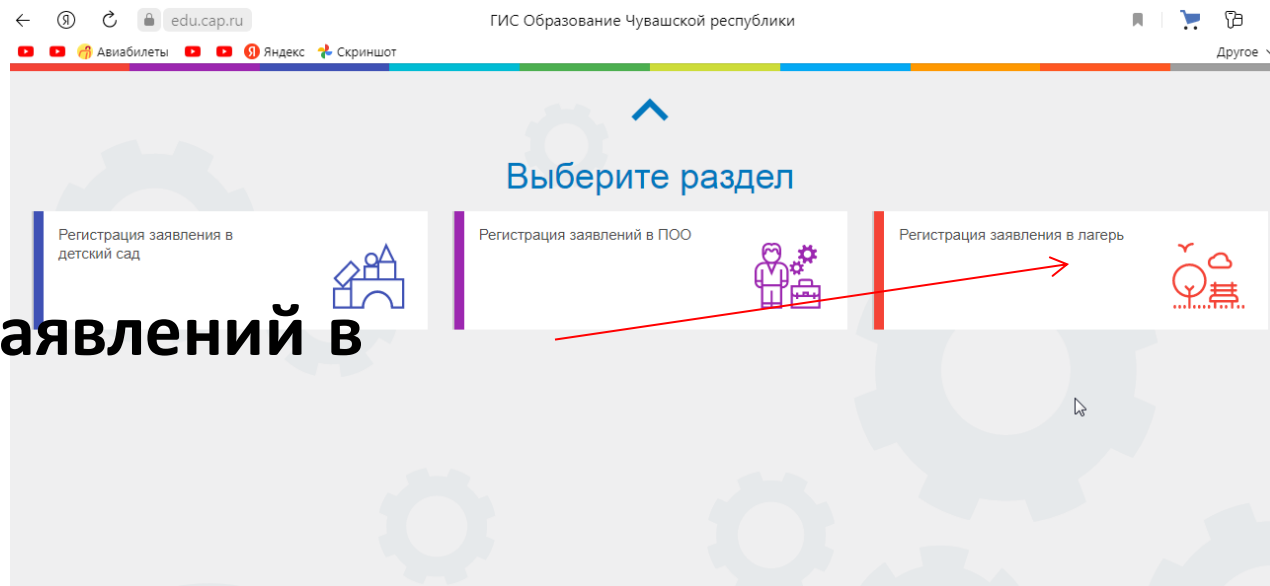 edu.cap.ru
ГИС Образование Чувашской республики
Авиабилеты
Яндекс
Скриншот
Другое
Выберите раздел
Регистрация заявления в
детский сад
Регистрация заявлений в ПОО
Регистрация заявления в лагерь
аявлений в